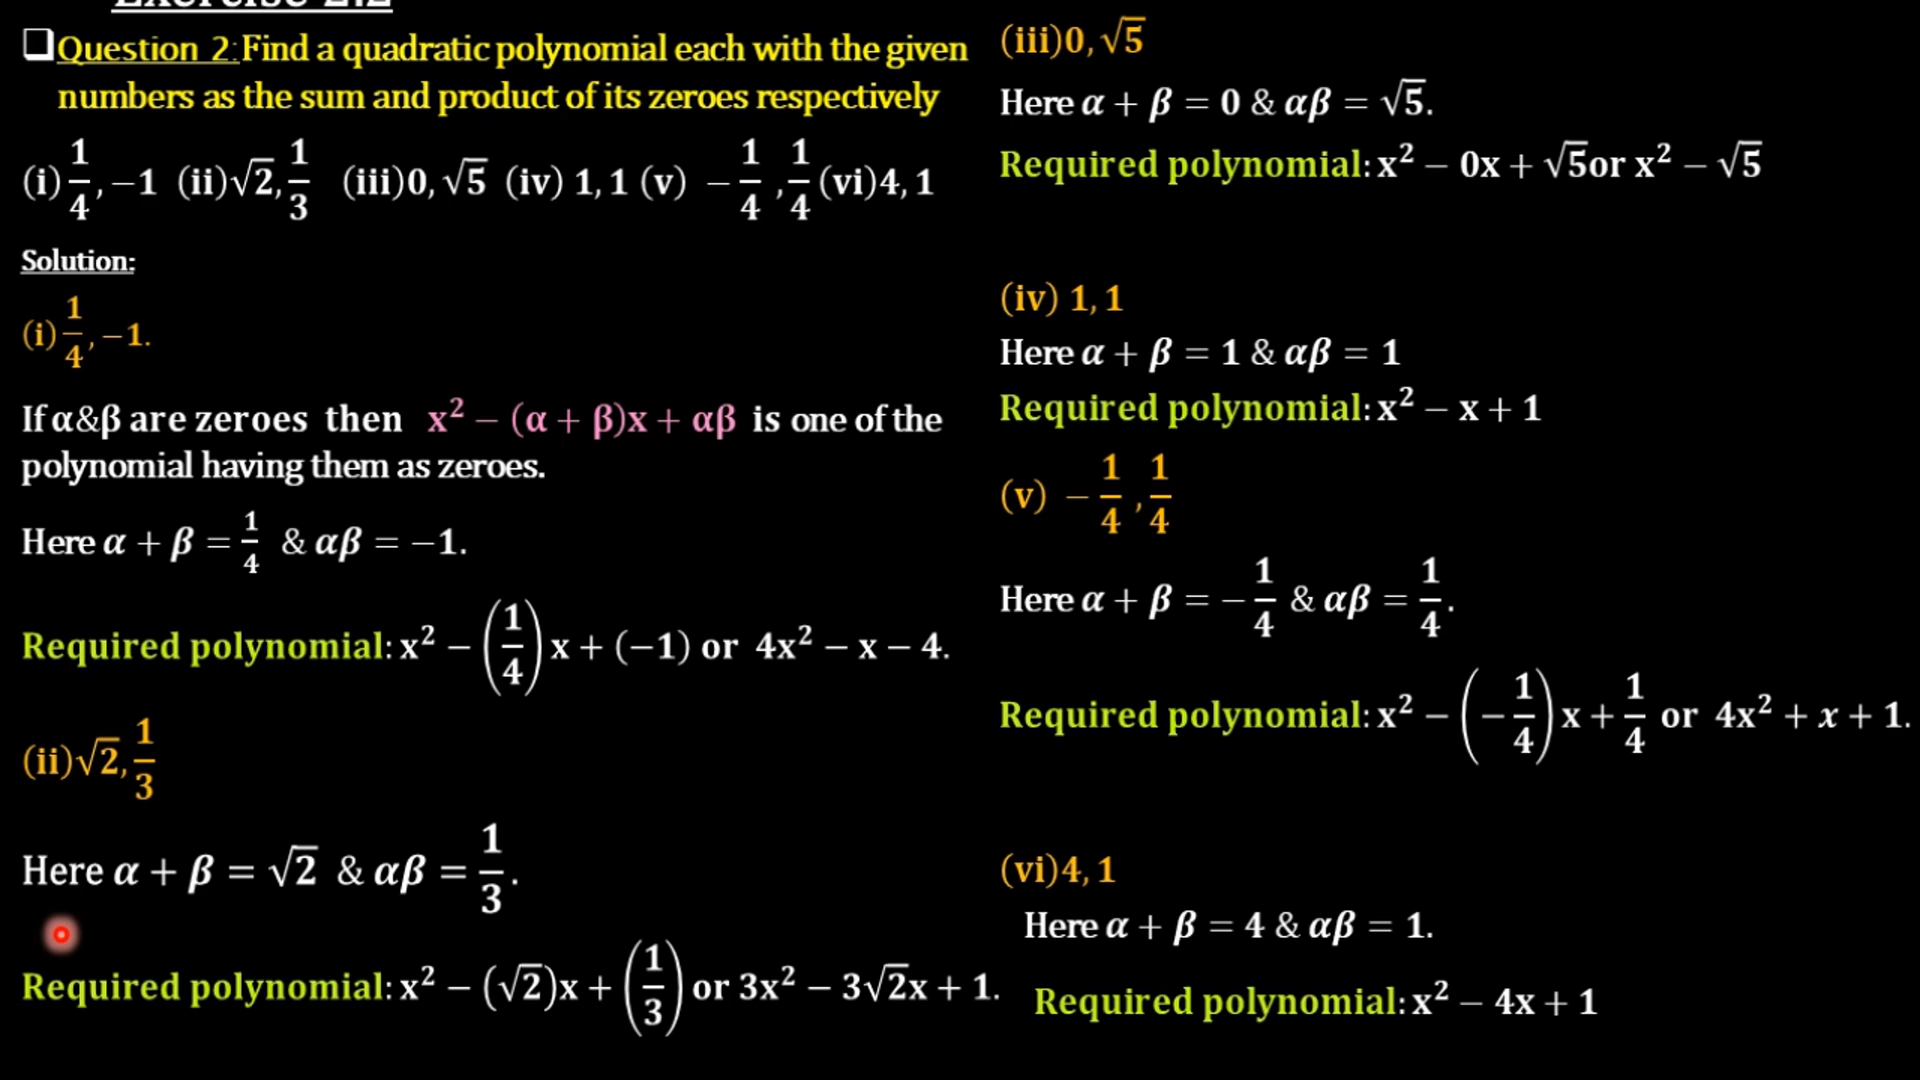 Exercise 2.2
❑Question 2:Find a quadratic polynomial each with the given
numbers as the sum and product of its zeroes respectively
(i) 1/4, −1 (ii)√2, 1/3 (iii)0, √5 (iv) 1, 1 (v) − 1/4 , 1/4 (vi)4, 1
Solution:
(i) 1/4, −1.
If α&β are zeroes then x² − (α + β)x + αβ is one of the
polynomial having them as zeroes.
Here α + β = 1/4 & αβ = −1.
Required polynomial: x² − (1/4) x + (−1) or 4x² − x − 4.
(ii)√2, 1/3
Here α + β = √2 & αβ = 1/3.
Required polynomial: x² − (√2)x + (1/3) or 3x² − 3√2x + 1.
(iii)0, √5
Here α + β = 0 & αβ = √5.
Required polynomial: x² − 0x + √5or x² − √5
(iv) 1, 1
Here α + β = 1 & αβ = 1
Required polynomial: x² − x + 1
(v) − 1/4 , 1/4
Here α + β = − 1/4 & αβ = 1/4.
Required polynomial: x² − (− 1/4) x + 1/4 or 4x² + x + 1.
(vi)4, 1
Here α + β = 4 & αβ = 1.
Required polynomial: x² − 4x + 1